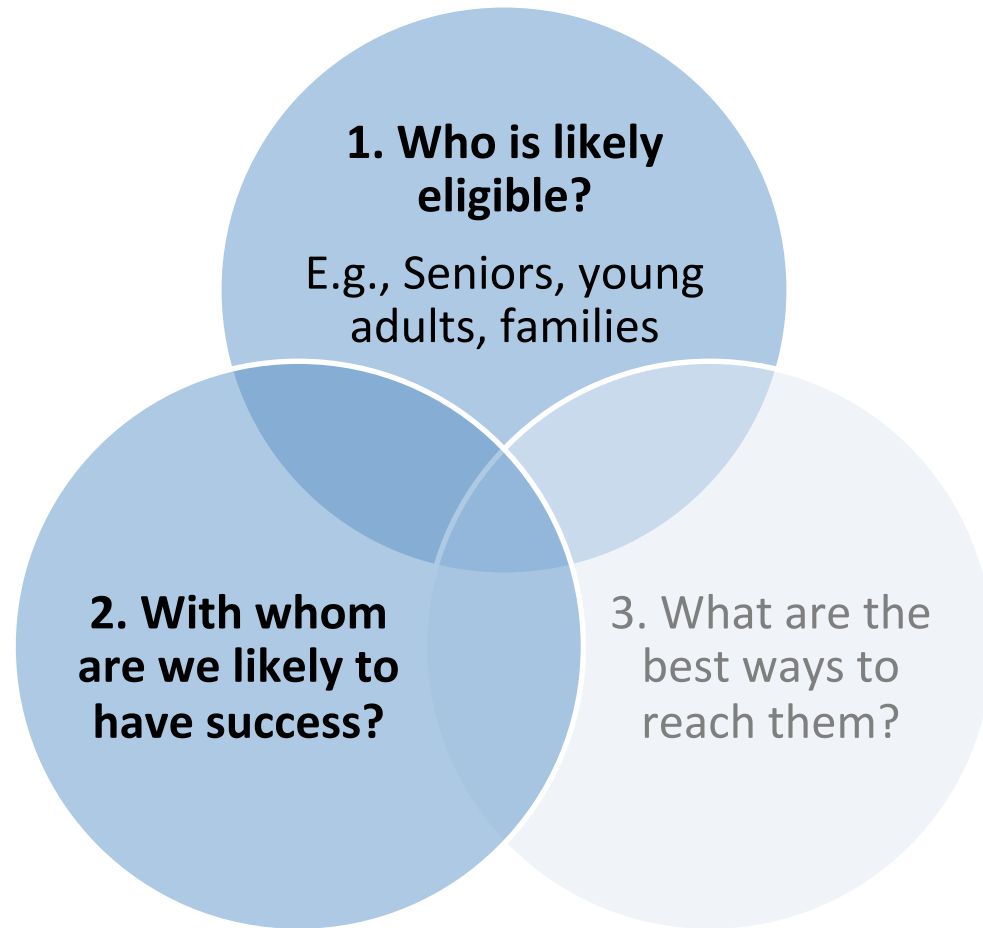 1. Who is likely
eligible?
E.g., Seniors, young
adults, families
2. With whom
are we likely to
have success?
3. What are the
best ways to
reach them?